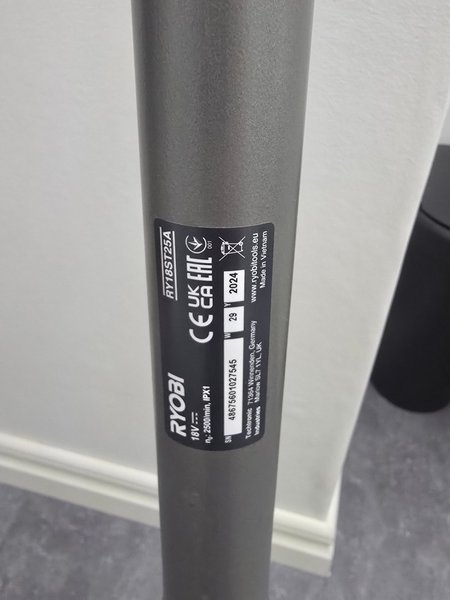 RYOBI
RY18ST25A
18V
n₀: 2500/min, IPX1
CE UK CA EAC
001
SN 48675601027545 W 29 Y 2024
Techtronic 71364 Winnenden, Germany
Industries Marlow SL7 1YL, UK
www.ryobitools.eu
Made in Vietnam